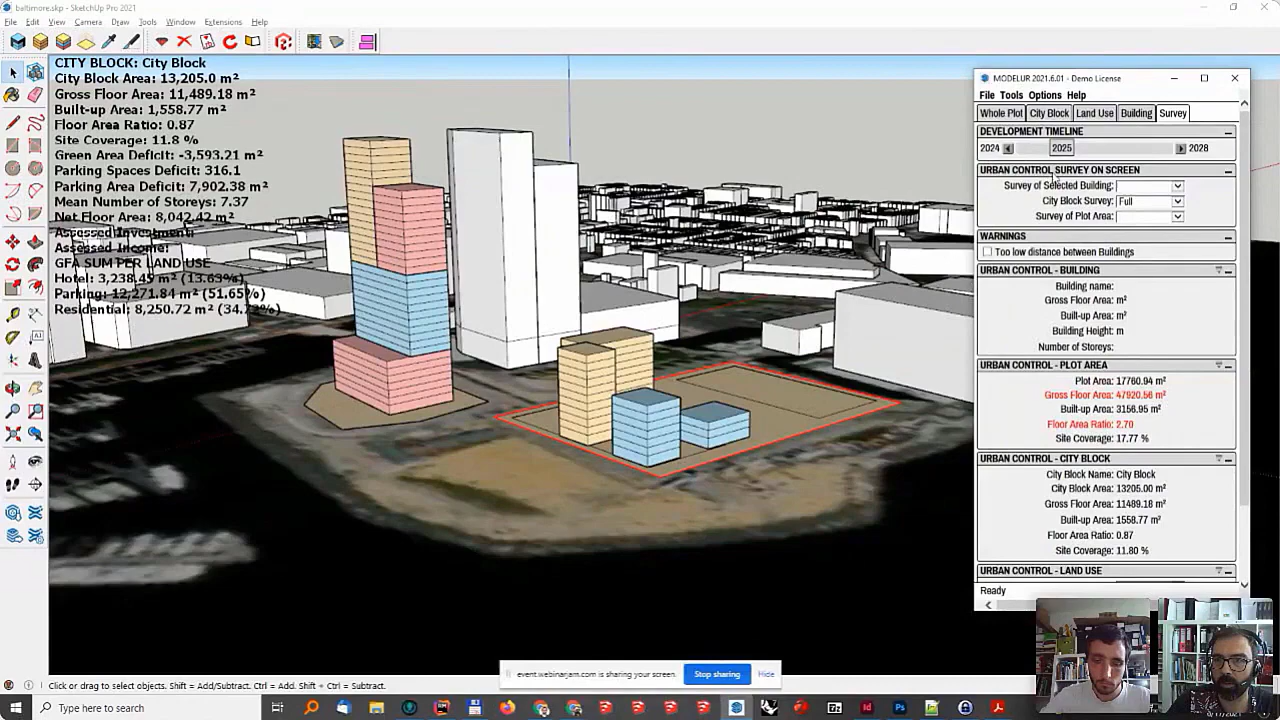 baltimore.skp - SketchUp Pro 2021
File Edit View Camera Draw Tools Window Extensions Help
CITY BLOCK: City Block
City Block Area: 13,205.0 m²
Gross Floor Area: 11,489.18 m²
Built-up Area: 1,558.77 m²
Floor Area Ratio: 0.87
Site Coverage: 11.8 %
Green Area Deficit: -3,593.21 m²
Parking Spaces Deficit: 316.1
Parking Area Deficit: 7,902.38 m²
Mean Number of Storeys: 7.37
Net Floor Area: 8,042.42 m²
Assessed Investment:
Assessed Income:
GFA SUM PER LAND USE
Hotel: 3,238.45 m² (13.63%)
Parking: 12,271.84 m² (51.65%)
Residential: 8,250.72 m²
MODELUR 2021.6.01 - Demo License
File Tools Options Help
Whole Plot City Block Land Use Building Survey
DEVELOPMENT TIMELINE
2024 2025 2028
URBAN CONTROL SURVEY ON SCREEN
Survey of Selected Building:
City Block Survey: Full
Survey of Plot Area:
WARNINGS
Too low distance between Buildings
URBAN CONTROL - BUILDING
Building name:
Gross Floor Area: m²
Built-up Area: m²
Building Height: m
Number of Storeys:
URBAN CONTROL - PLOT AREA
Plot Area: 17760.94 m²
Gross Floor Area: 47920.56 m²
Built-up Area: 3156.95 m²
Floor Area Ratio: 2.70
Site Coverage: 17.77 %
URBAN CONTROL - CITY BLOCK
City Block Name: City Block
City Block Area: 13205.00 m²
Gross Floor Area: 11489.18 m²
Built-up Area: 1558.77 m²
Floor Area Ratio: 0.87
Site Coverage: 11.80 %
URBAN CONTROL - LAND USE
Ready
event.webinarjam.com is sharing your screen. Stop sharing Hide
Click or drag to select objects. Shift = Add/Subtract. Ctrl = Add. Shift + Ctrl = Subtract.
Type here to search